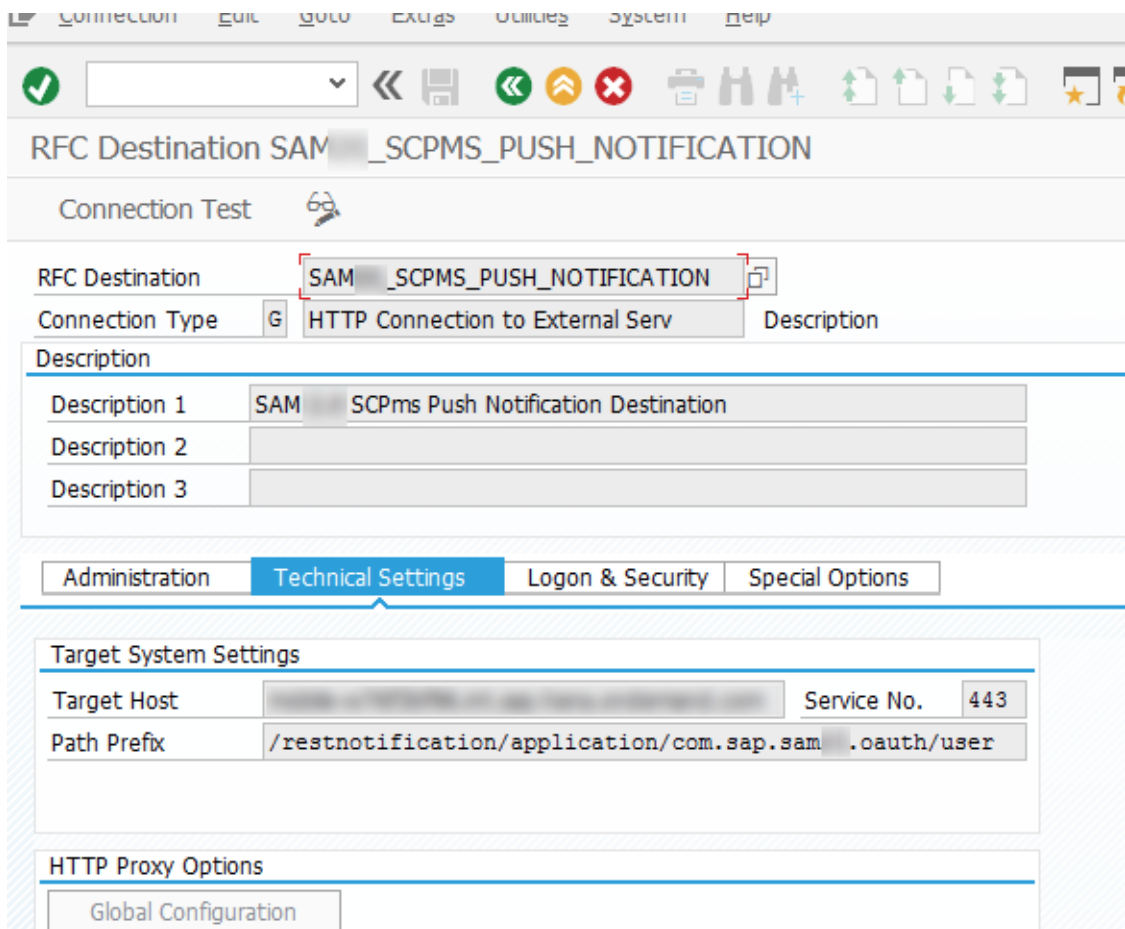 Connection Edit Goto Extras Utilities System Help
RFC Destination SAM _SCPMS_PUSH_NOTIFICATION
Connection Test
RFC Destination SAM _SCPMS_PUSH_NOTIFICATION
Connection Type G HTTP Connection to External Serv Description
Description
Description 1 SAM SCPms Push Notification Destination
Description 2
Description 3
Administration Technical Settings Logon & Security Special Options
Target System Settings
Target Host Service No. 443
Path Prefix /restnotification/application/com.sap.sam .oauth/user
HTTP Proxy Options
Global Configuration